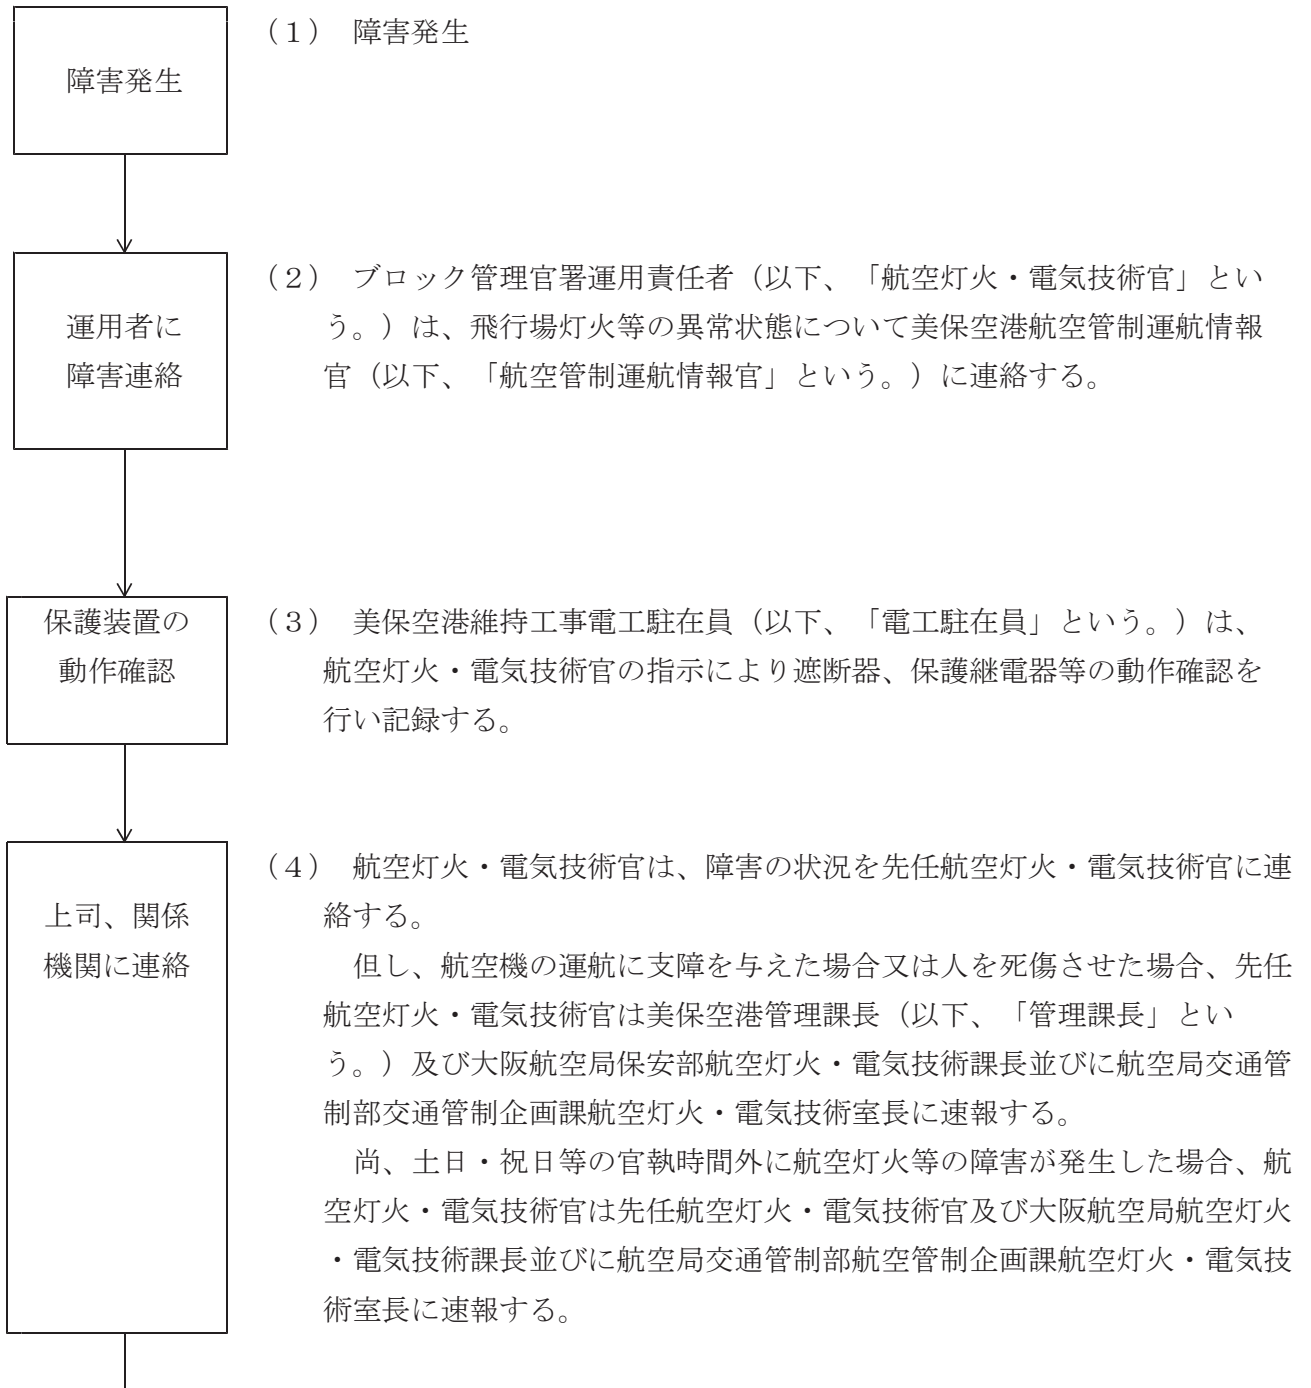 障害発生
（１）　障害発生
運用者に
障害連絡
（２）　ブロック管理官署運用責任者（以下、「航空灯火・電気技術官」とい
う。）は、飛行場灯火等の異常状態について美保空港航空管制運航情報
官（以下、「航空管制運航情報官」という。）に連絡する。
保護装置の
動作確認
（３）　美保空港維持工事電工駐在員（以下、「電工駐在員」という。）は、
航空灯火・電気技術官の指示により遮断器、保護継電器等の動作確認を
行い記録する。
上司、関係
機関に連絡
（４）　航空灯火・電気技術官は、障害の状況を先任航空灯火・電気技術官に連
絡する。
但し、航空機の運航に支障を与えた場合又は人を死傷させた場合、先任
航空灯火・電気技術官は美保空港管理課長（以下、「管理課長」とい
う。）及び大阪航空局保安部航空灯火・電気技術課長並びに航空局交通管
制部交通管制企画課航空灯火・電気技術室長に速報する。
尚、土日・祝日等の官執時間外に航空灯火等の障害が発生した場合、航
空灯火・電気技術官は先任航空灯火・電気技術官及び大阪航空局航空灯火
・電気技術課長並びに航空局交通管制部航空管制企画課航空灯火・電気技
術室長に速報する。